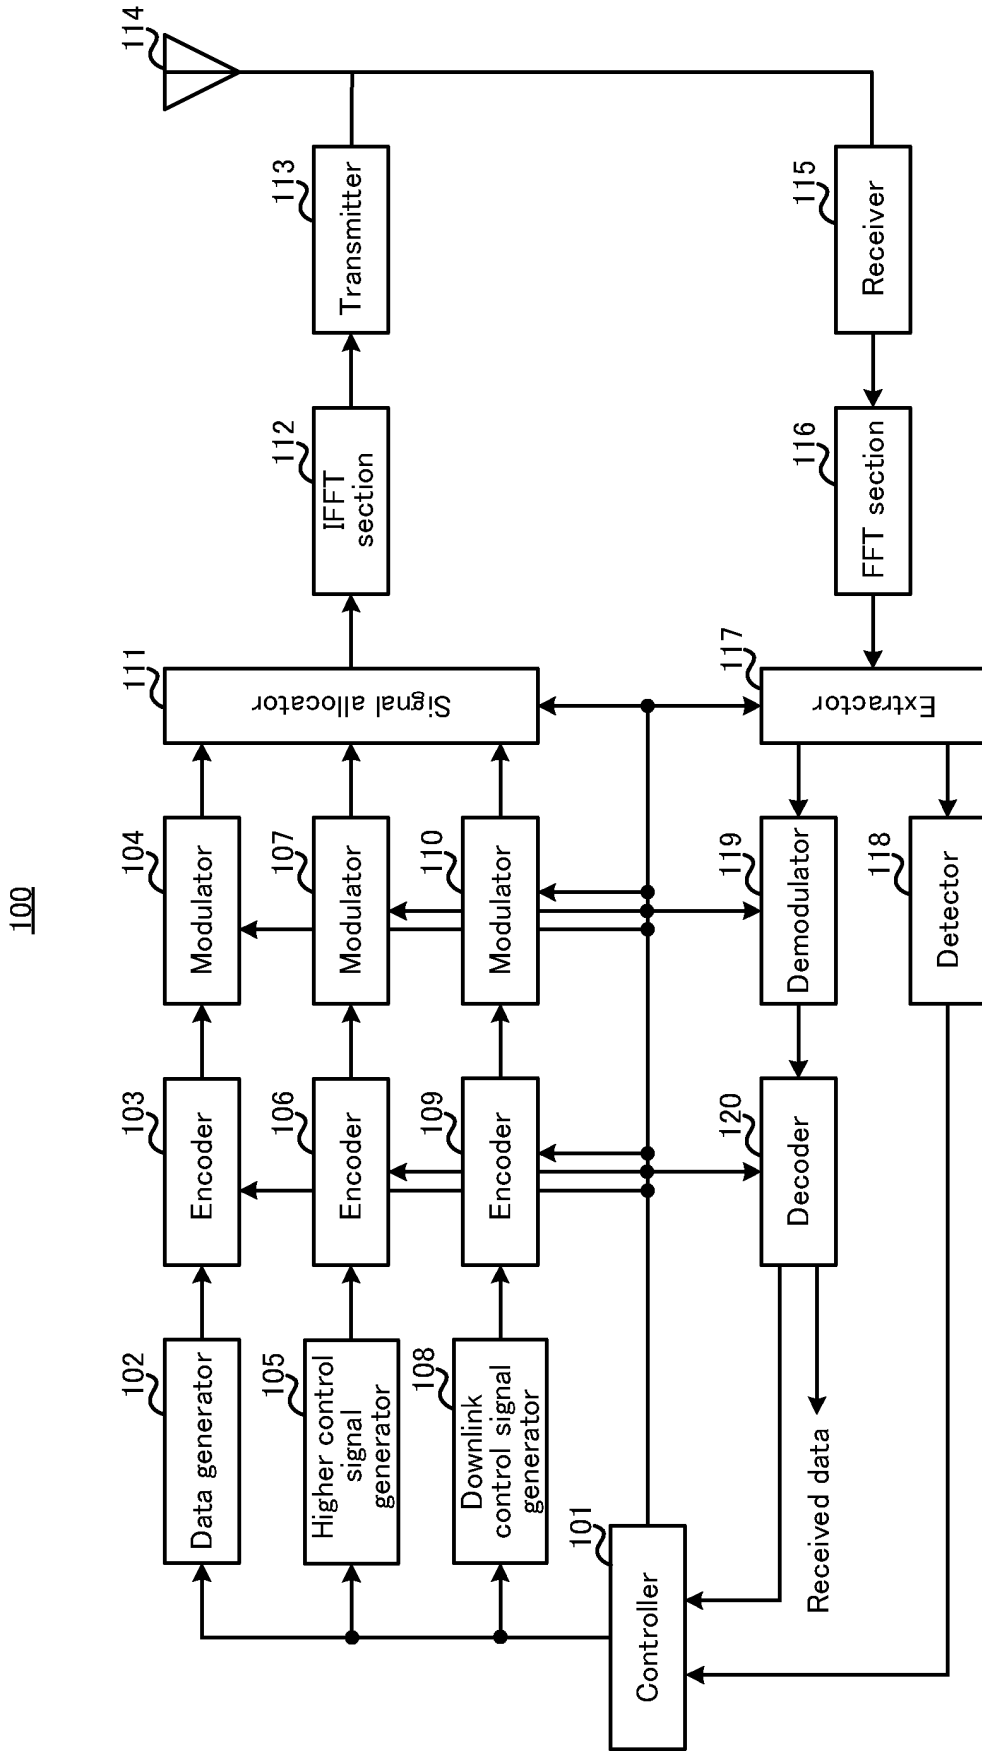 100
102
Data generator
103
Encoder
104
Modulator
111
Signal allocator
112
IFFT
section
113
Transmitter
114
105
Higher control
signal
generator
106
Encoder
107
Modulator
108
Downlink
control signal
generator
109
Encoder
110
Modulator
101
Controller
120
Decoder
119
Demodulator
117
Extractor
116
FFT section
115
Receiver
Received data
118
Detector